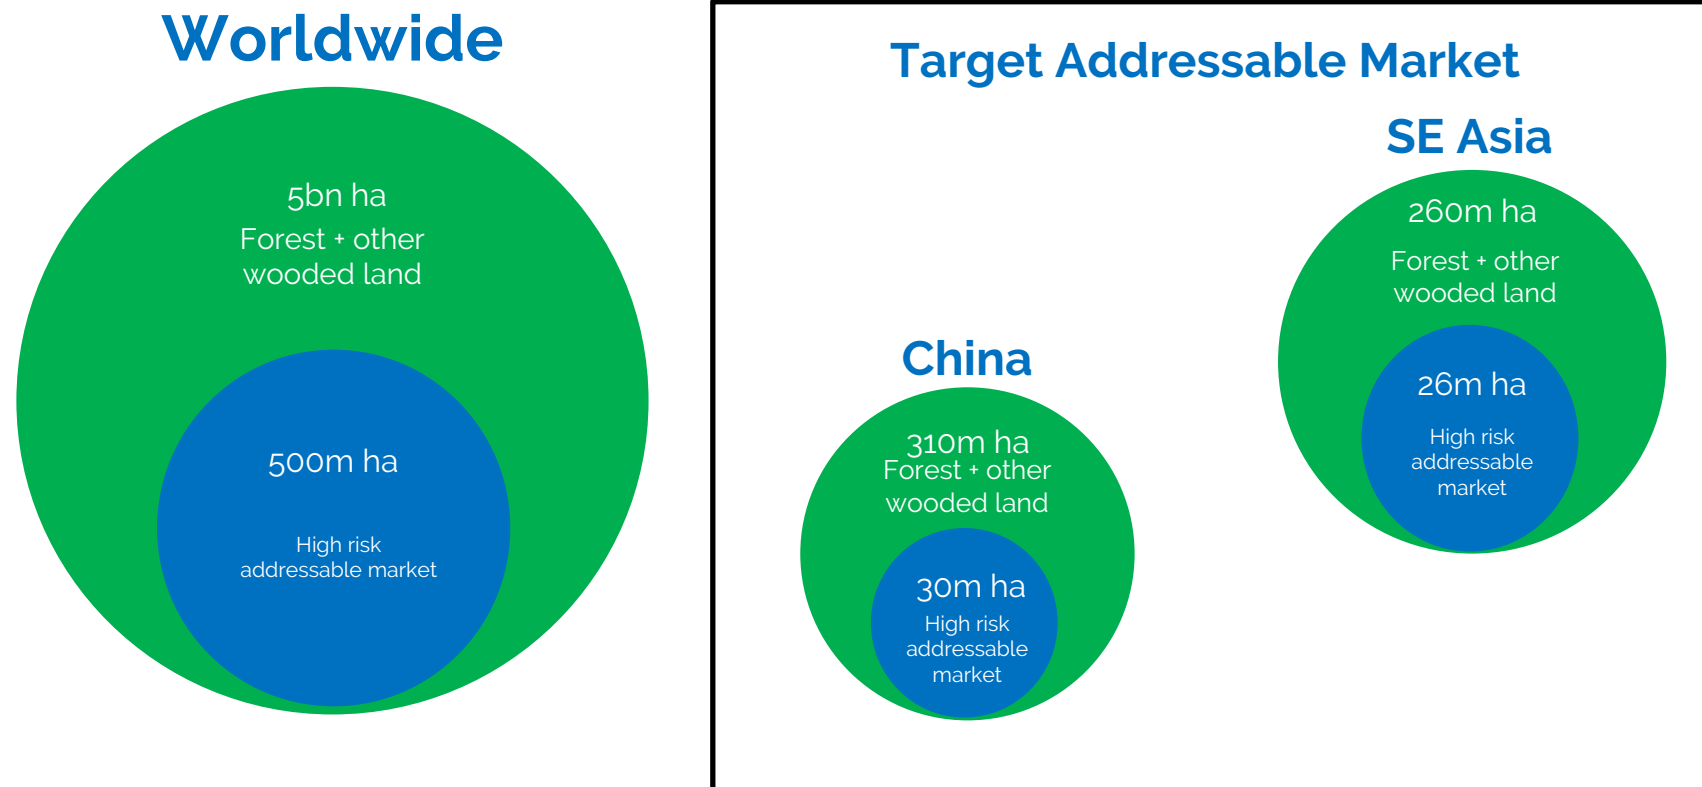 Worldwide
5bn ha
Forest + other
wooded land
500m ha
High risk
addressable market
Target Addressable Market
China
310m ha
Forest + other
wooded land
30m ha
High risk
addressable
market
SE Asia
260m ha
Forest + other
wooded land
26m ha
High risk
addressable
market